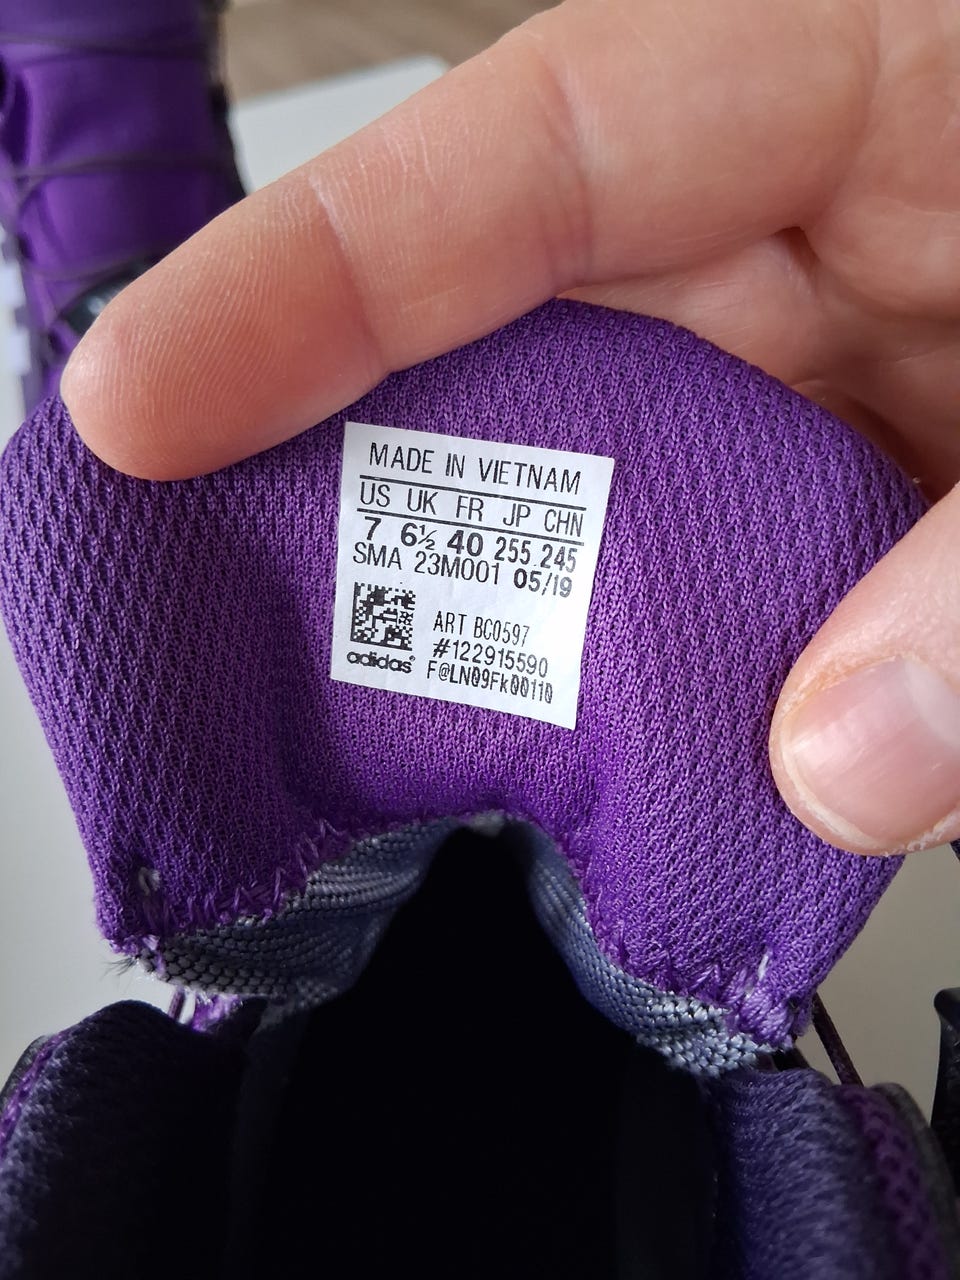 MADE IN VIETNAM
US UK FR JP CHN
7 6½ 40 255 245
SMA 23M001 05/19
ART BC0597
#122915590
adidas®
F@LN09Fk00110